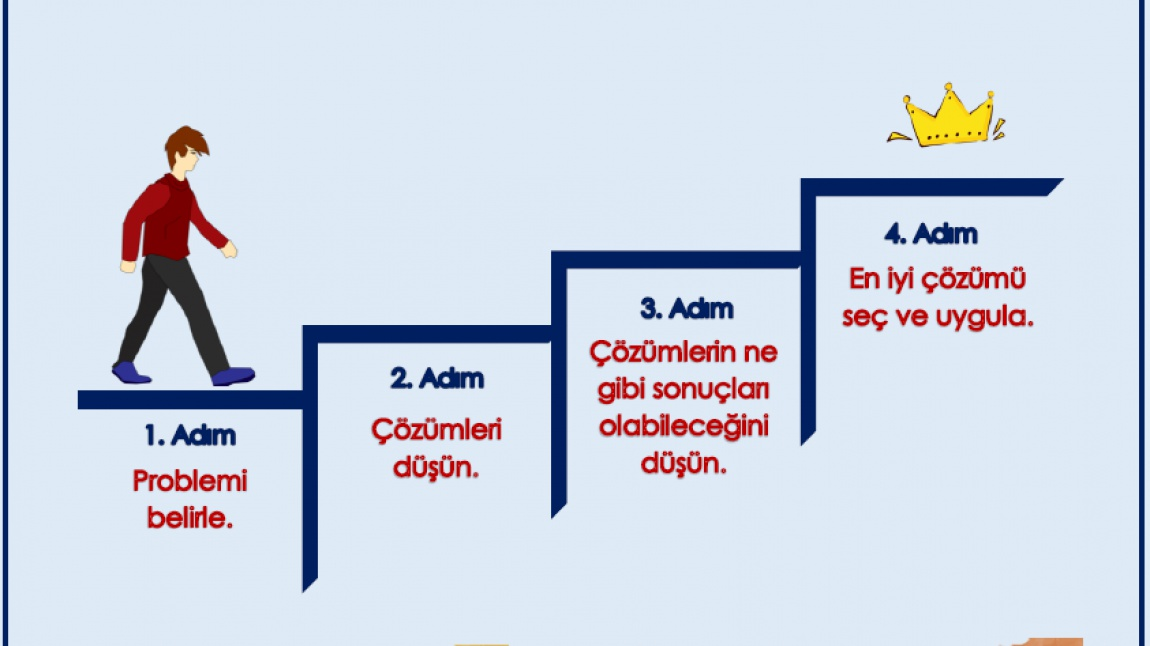 1. Adım
Problemi
belirle.
2. Adım
Çözümleri
düşün.
3. Adım
Çözümlerin ne
gibi sonuçları
olabileceğini
düşün.
4. Adım
En iyi çözümü
seç ve uygula.